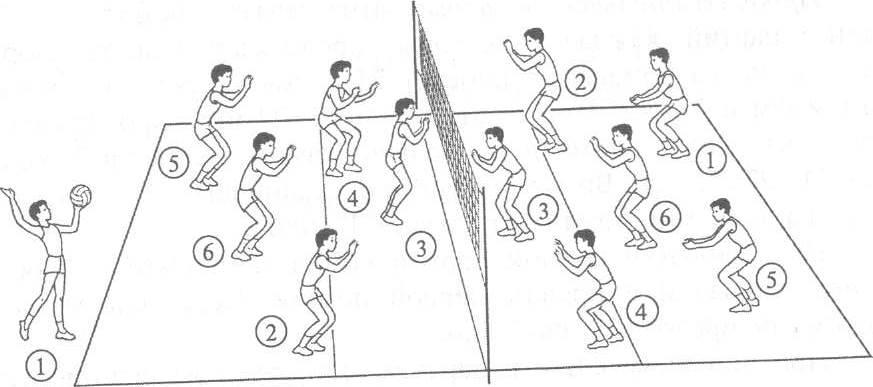 ②
⑤ ①
④ ③ ⑥
⑥ ③ ⑤
② ④
①